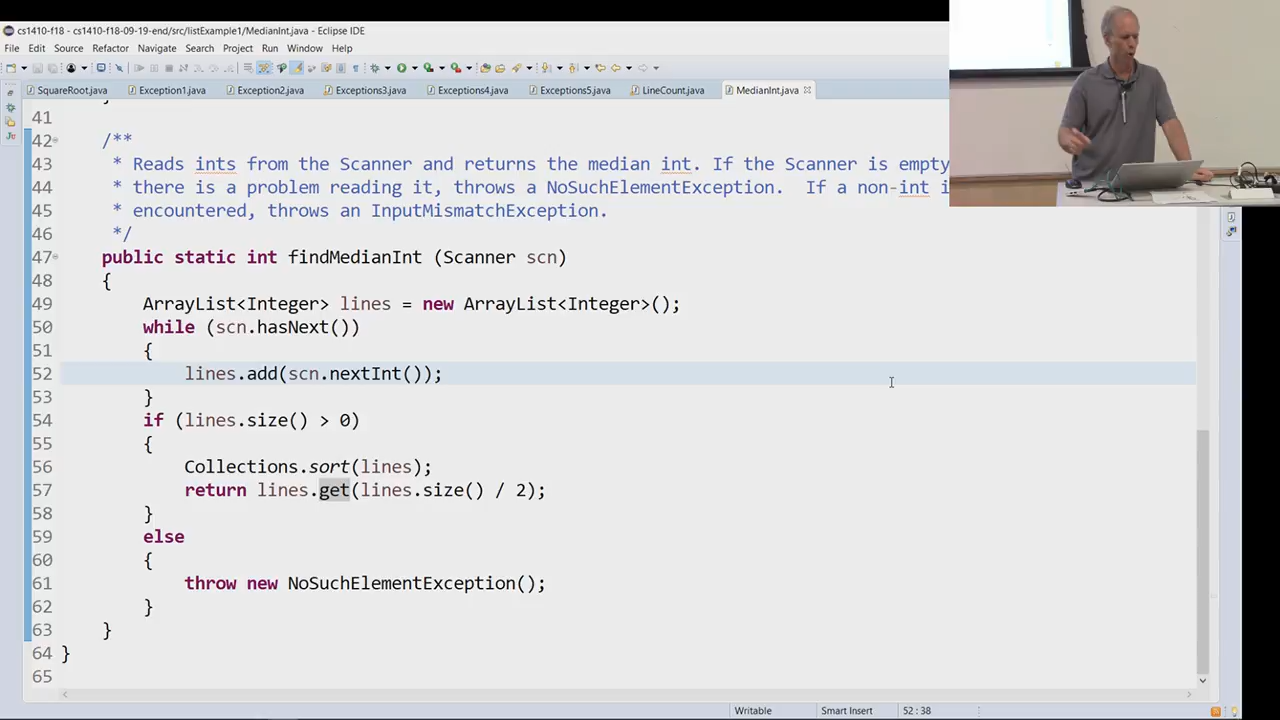 cs1410-f18 - cs1410-f18-09-19-end/src/listExample1/MedianInt.java - Eclipse IDE
File Edit Source Refactor Navigate Search Project Run Window Help
SquareRoot.java Exception1.java Exception2.java Exceptions3.java Exceptions4.java Exceptions5.java LineCount.java MedianInt.java
41 }
42 /**
43 * Reads ints from the Scanner and returns the median int. If the Scanner is empty
44 * there is a problem reading it, throws a NoSuchElementException. If a non-int i
45 * encountered, throws an InputMismatchException.
46 */
47 public static int findMedianInt (Scanner scn)
48 {
49 ArrayList<Integer> lines = new ArrayList<Integer>();
50 while (scn.hasNext())
51 {
52 lines.add(scn.nextInt());
53 }
54 if (lines.size() > 0)
55 {
56 Collections.sort(lines);
57 return lines.get(lines.size() / 2);
58 }
59 else
60 {
61 throw new NoSuchElementException();
62 }
63 }
64 }
65
Writable Smart Insert 52 : 38